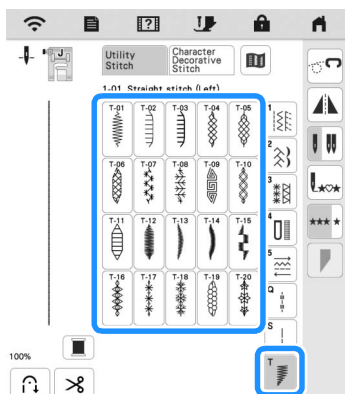 ?
J
Utility
Stitch
Character
Decorative
Stitch
1-01 Straight stitch (Left)
T-01 T-02 T-03 T-04 T-05
T-06 T-07 T-08 T-09 T-10
T-11 T-12 T-13 T-14 T-15
T-16 T-17 T-18 T-19 T-20
1
2
3
4
5
Q
S
T
100%